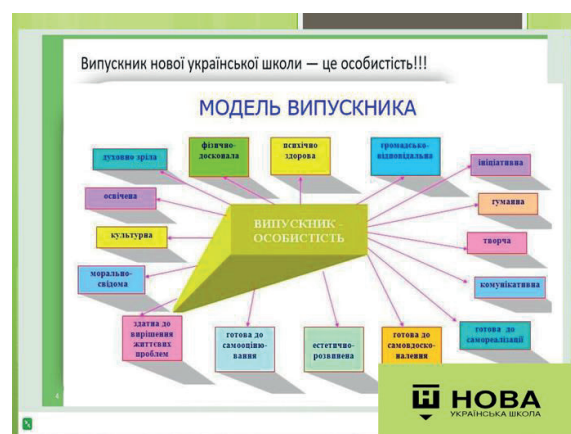 Випускник нової української школи — це особистість!!!
МОДЕЛЬ ВИПУСКНИКА
духовно зріла
фізично-
досконала
психічно
здорова
громадсько-
відповідальна
ініціативна
освічена
гуманна
культурна
ВИПУСКНИК -
ОСОБИСТІСТЬ
творча
морально-
свідома
комунікативна
здатна до
вирішення
життєвих
проблем
готова до
самооціню-
вання
естетично-
розвинена
готова до
самовдоско-
налення
готова до
самореалізації
4
НОВА
УКРАЇНСЬКА ШКОЛА